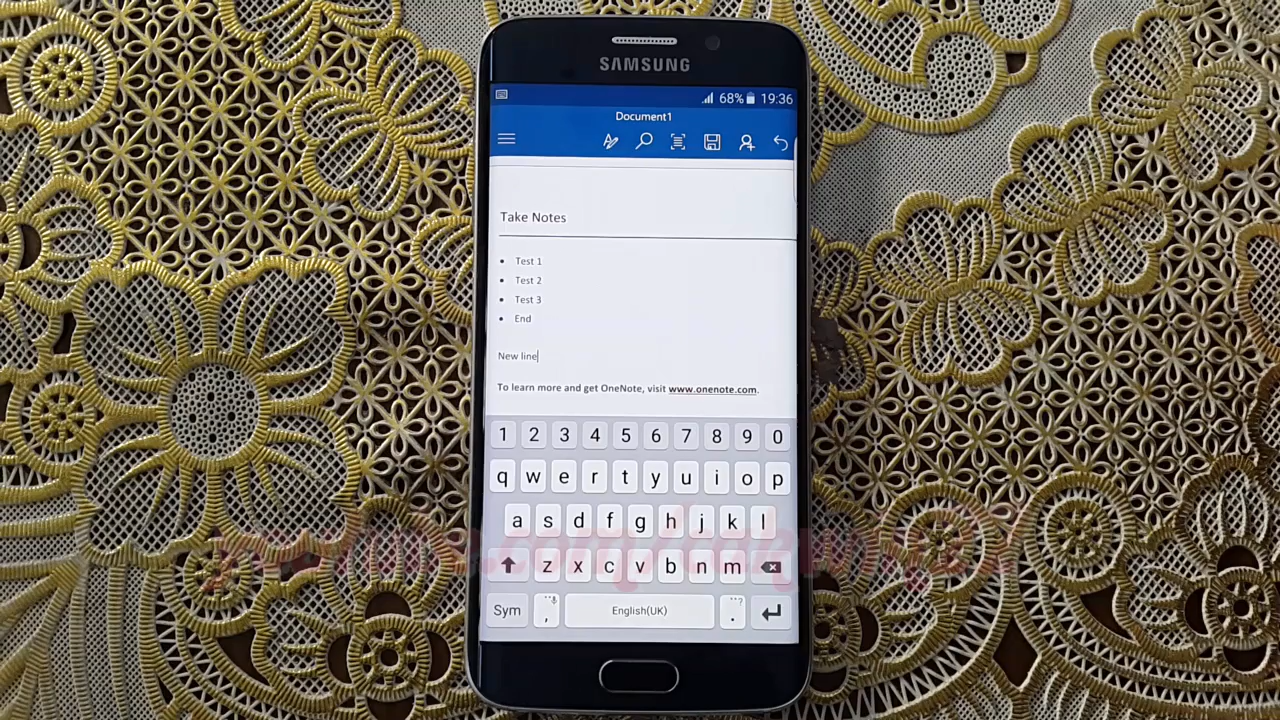 SAMSUNG
68% 19:36
Document1
Take Notes
• Test 1
• Test 2
• Test 3
• End
New line
To learn more and get OneNote, visit www.onenote.com.
1 2 3 4 5 6 7 8 9 0
q w e r t y u i o p
a s d f g h j k l
z x c v b n m
Sym , English(UK) .